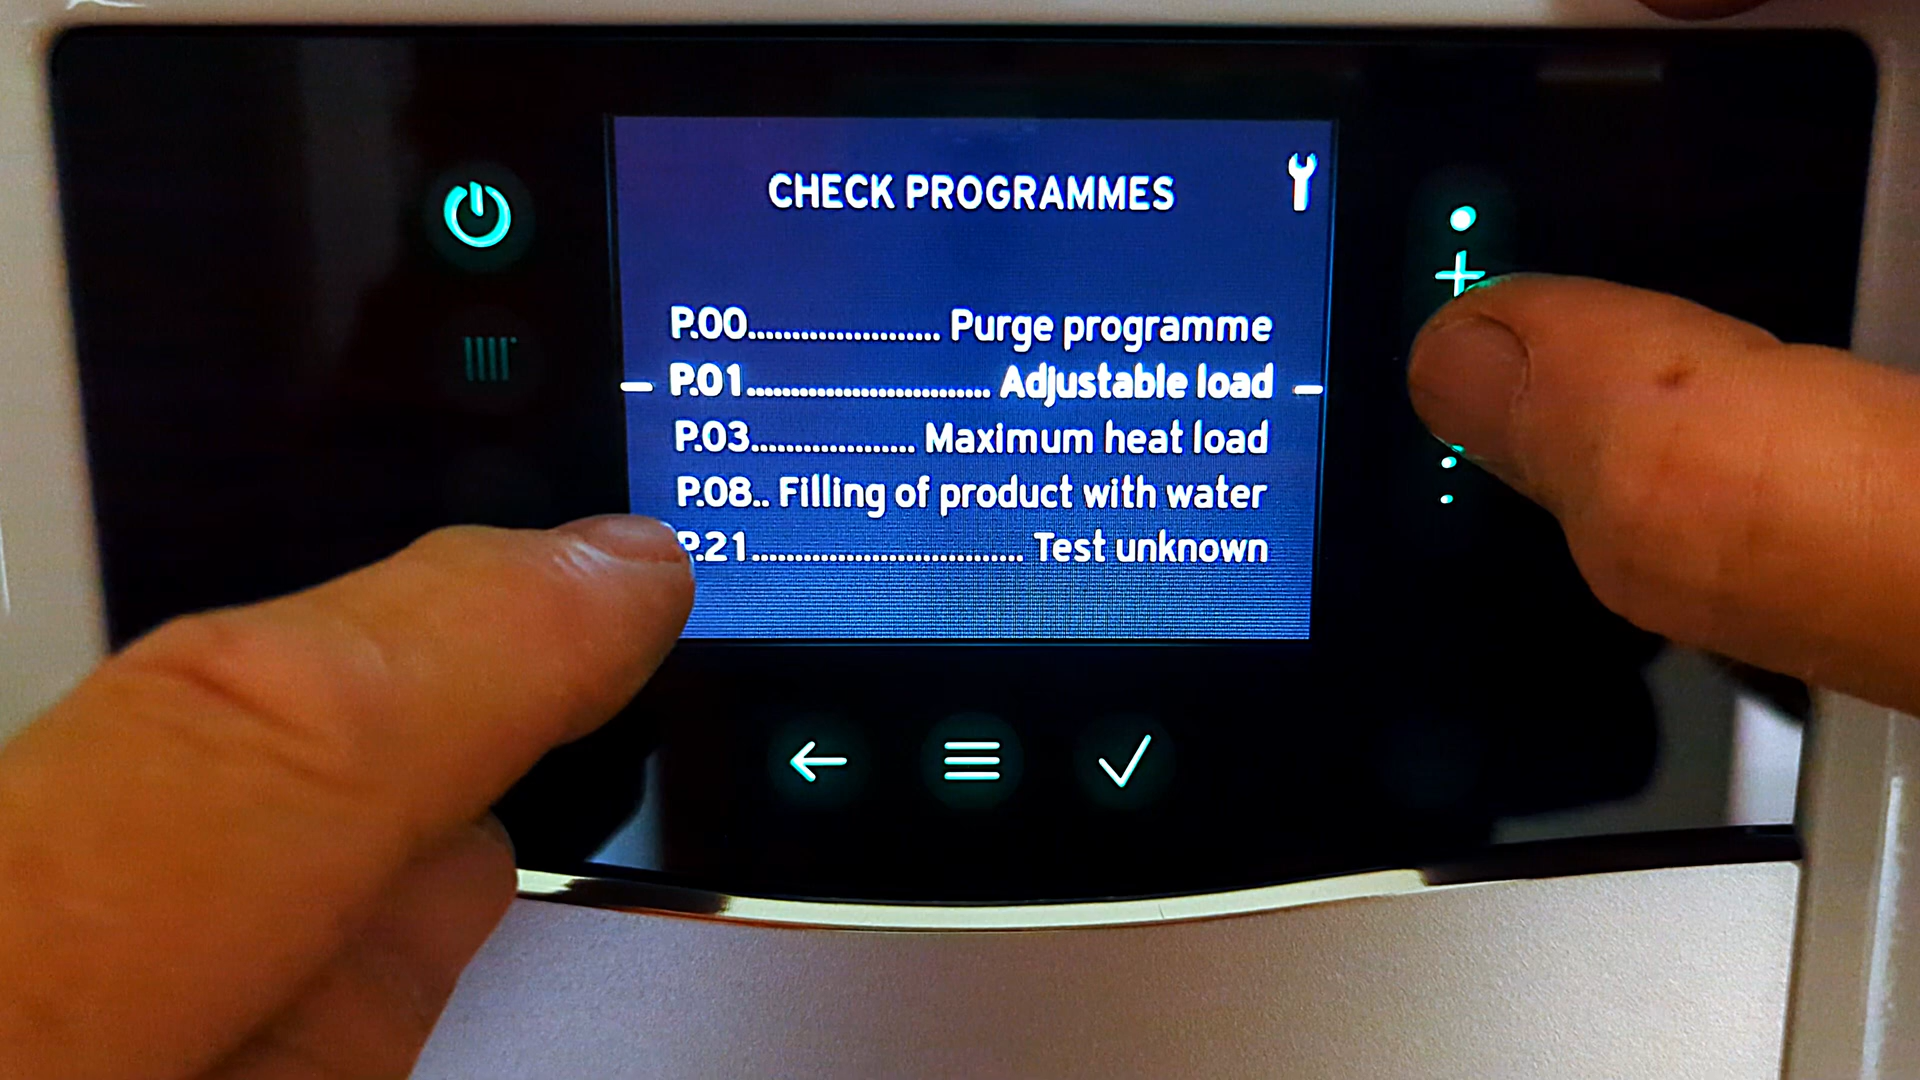 CHECK PROGRAMMES
P.00...................... Purge programme
P.01............................ Adjustable load
P.03................... Maximum heat load
P.08.. Filling of product with water
P.21............................... Test unknown